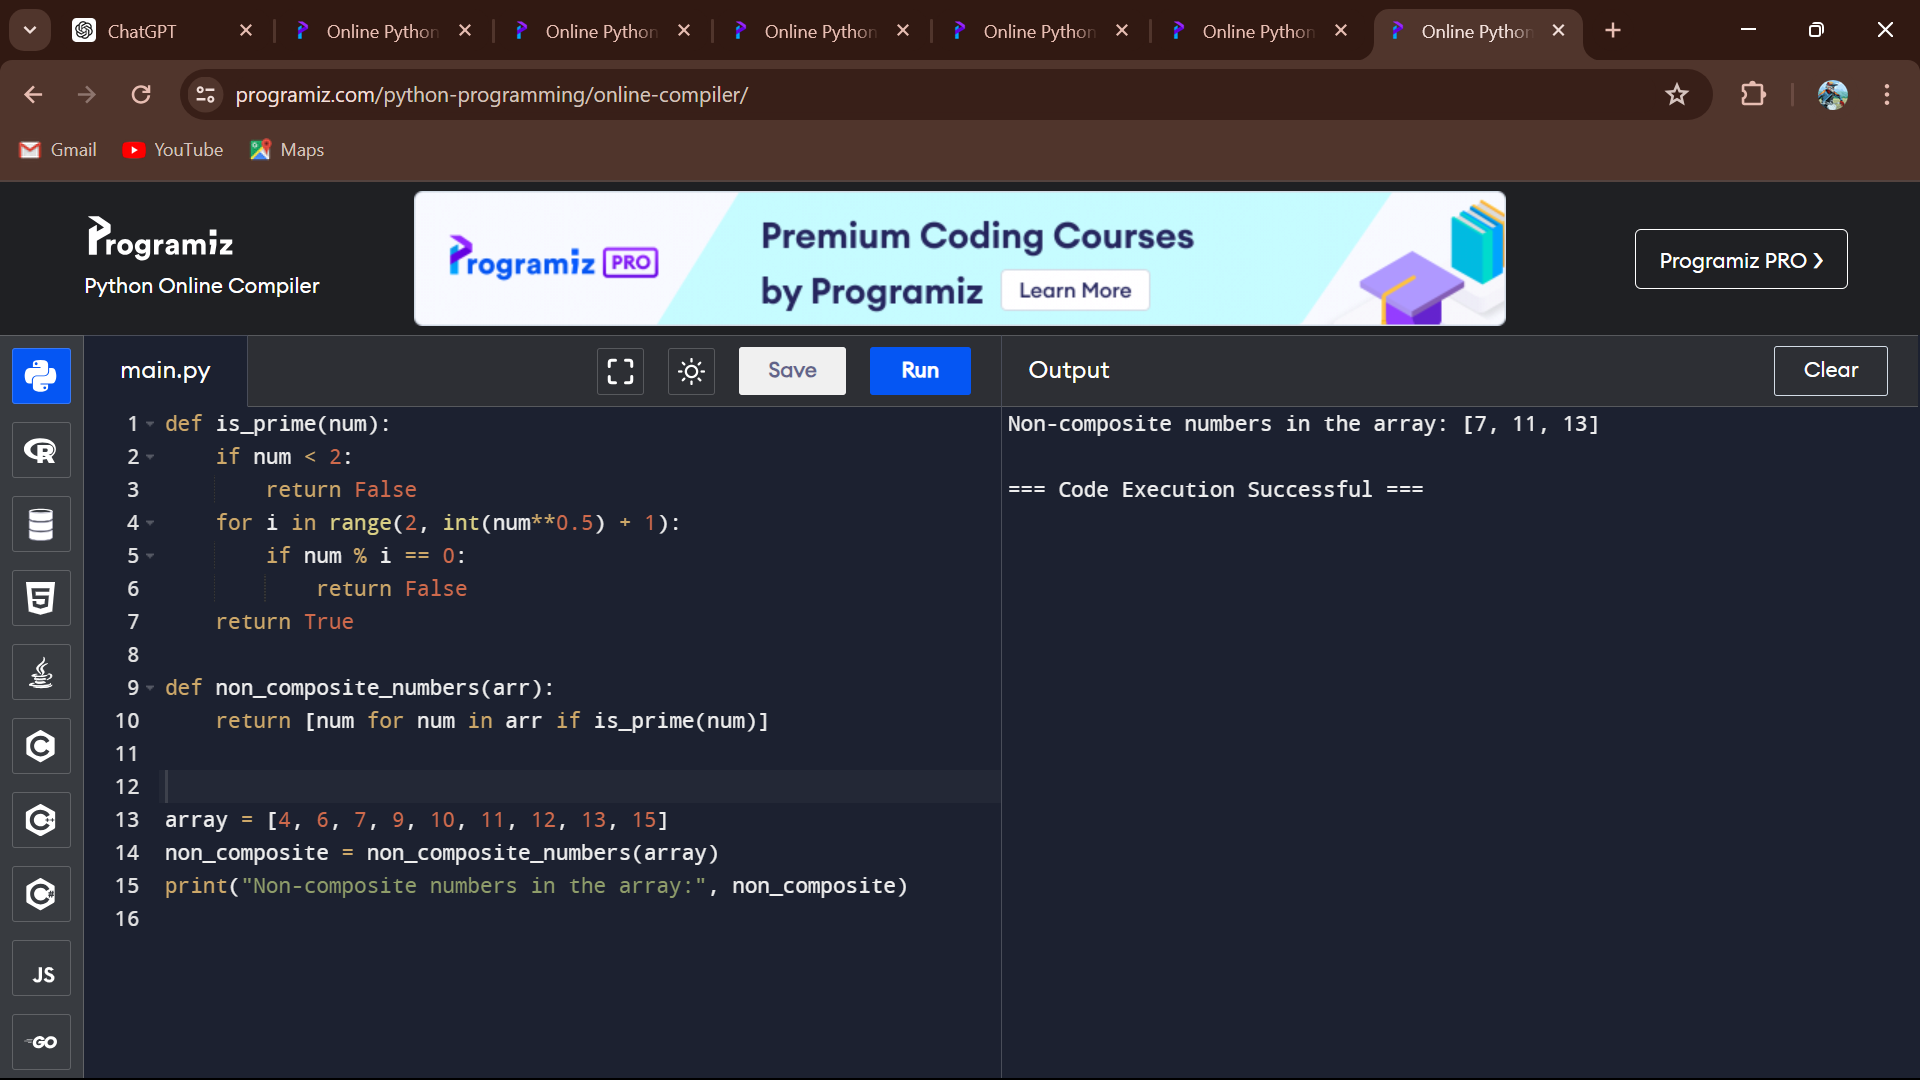 ChatGPT
Online Python
Online Python
Online Python
Online Python
Online Python
Online Python
programiz.com/python-programming/online-compiler/
Gmail
YouTube
Maps
Programiz
Python Online Compiler
Programiz PRO
Premium Coding Courses
by Programiz
Learn More
Programiz PRO
main.py
Save
Run
Output
Clear
1 def is_prime(num):
2     if num < 2:
3         return False
4     for i in range(2, int(num**0.5) + 1):
5         if num % i == 0:
6             return False
7     return True
8
9 def non_composite_numbers(arr):
10     return [num for num in arr if is_prime(num)]
11
12
13 array = [4, 6, 7, 9, 10, 11, 12, 13, 15]
14 non_composite = non_composite_numbers(array)
15 print("Non-composite numbers in the array:", non_composite)
16
Non-composite numbers in the array: [7, 11, 13]
=== Code Execution Successful ===
R
5
C
C++
C#
JS
GO